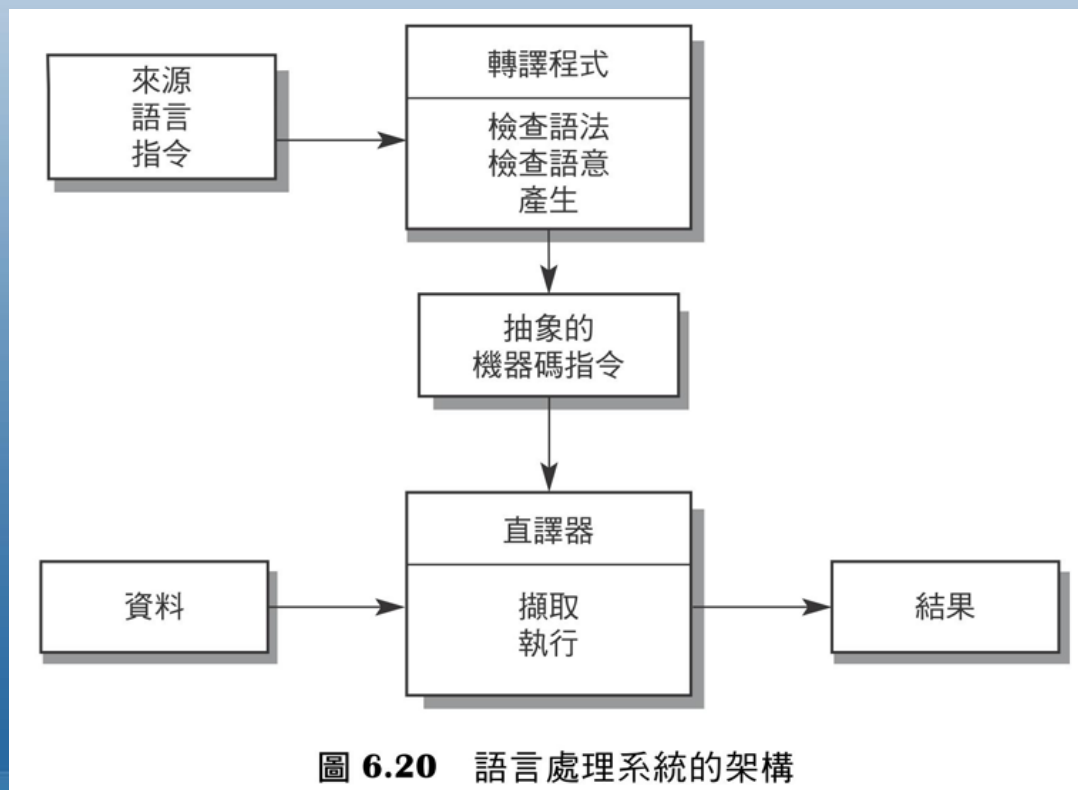 來源
語言
指令
轉譯程式
檢查語法
檢查語意
產生
抽象的
機器碼指令
直譯器
擷取
執行
資料
結果
圖 6.20 語言處理系統的架構